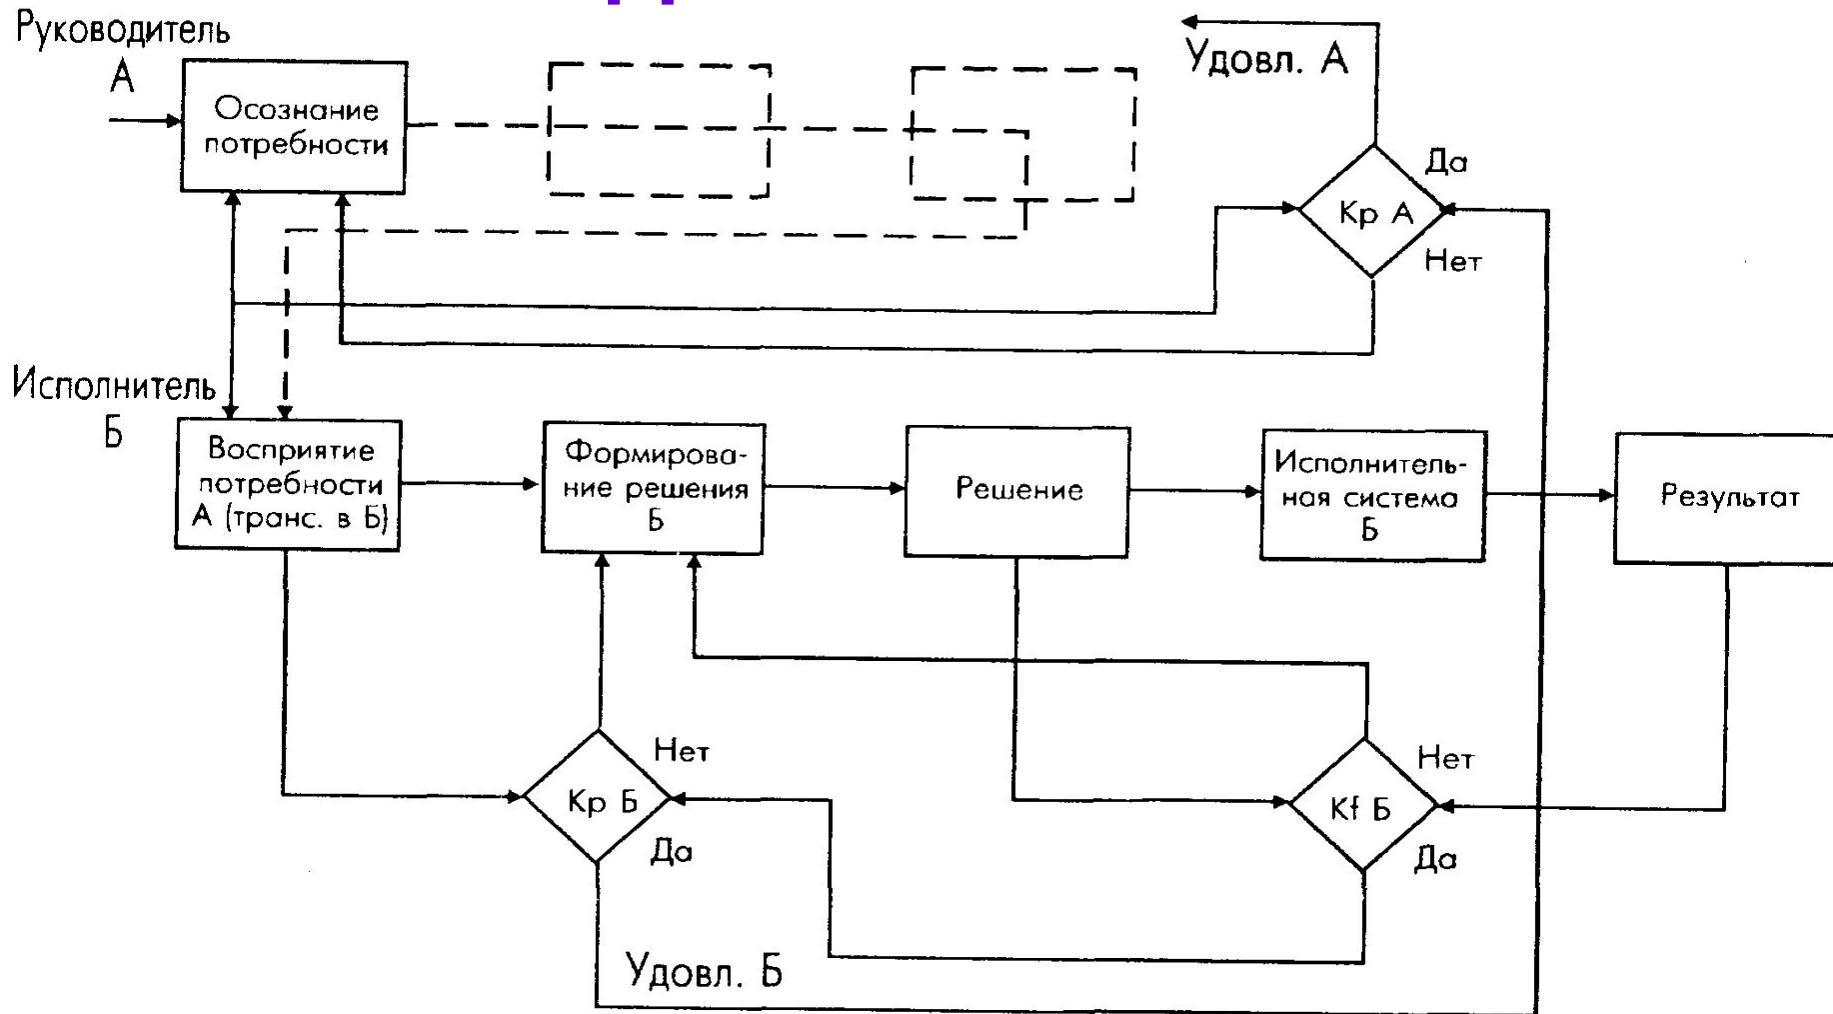 Руководитель
А
Удовл. А
Осознание
потребности
Да
Кр А
Нет
Исполнитель
Б
Восприятие
потребности
А (транс. в Б)
Формирова-
ние решения
Б
Решение
Исполнитель-
ная система
Б
Результат
Нет
Кр Б
Да
Нет
Kf Б
Да
Удовл. Б